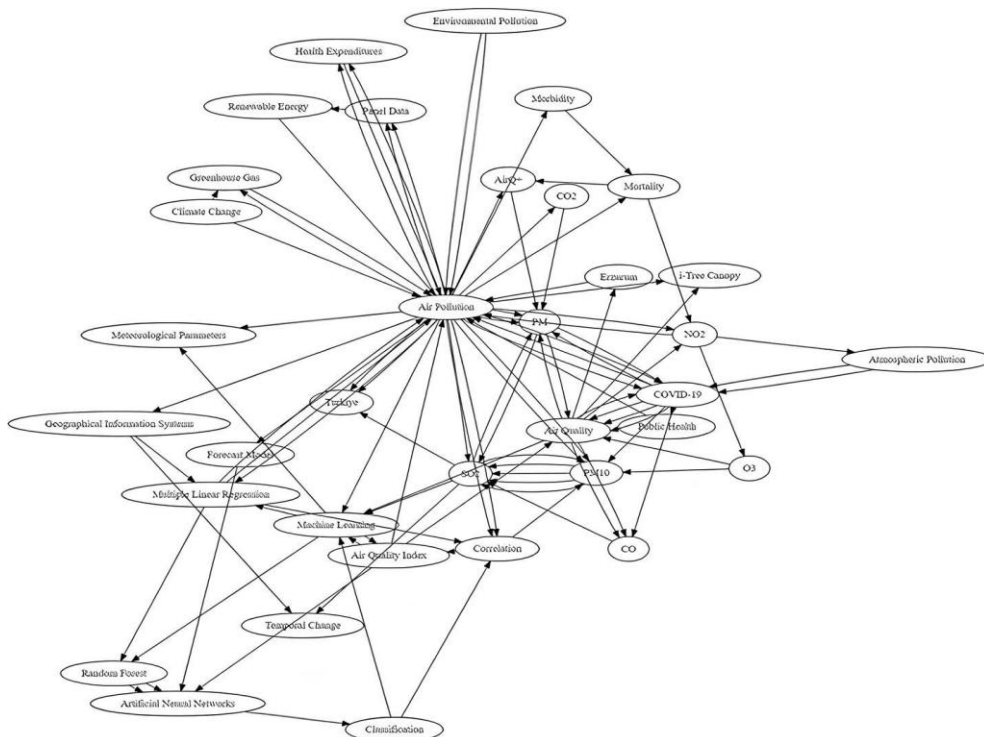 Environmental Pollution
Health Expenditures
Morbidity
Renewable Energy
Panel Data
Greenhouse Gas
AirQ+
Mortality
CO2
Climate Change
Erzurum
i-Tree Canopy
Air Pollution
PM
Meteorological Parameters
NO2
Atmospheric Pollution
COVID-19
Türkiye
Geographical Information Systems
Public Health
Air Quality
Forecast Model
SO2
PM10
O3
Multiple Linear Regression
Machine Learning
Air Quality Index
Correlation
CO
Temporal Change
Random Forest
Artificial Neural Networks
Classification